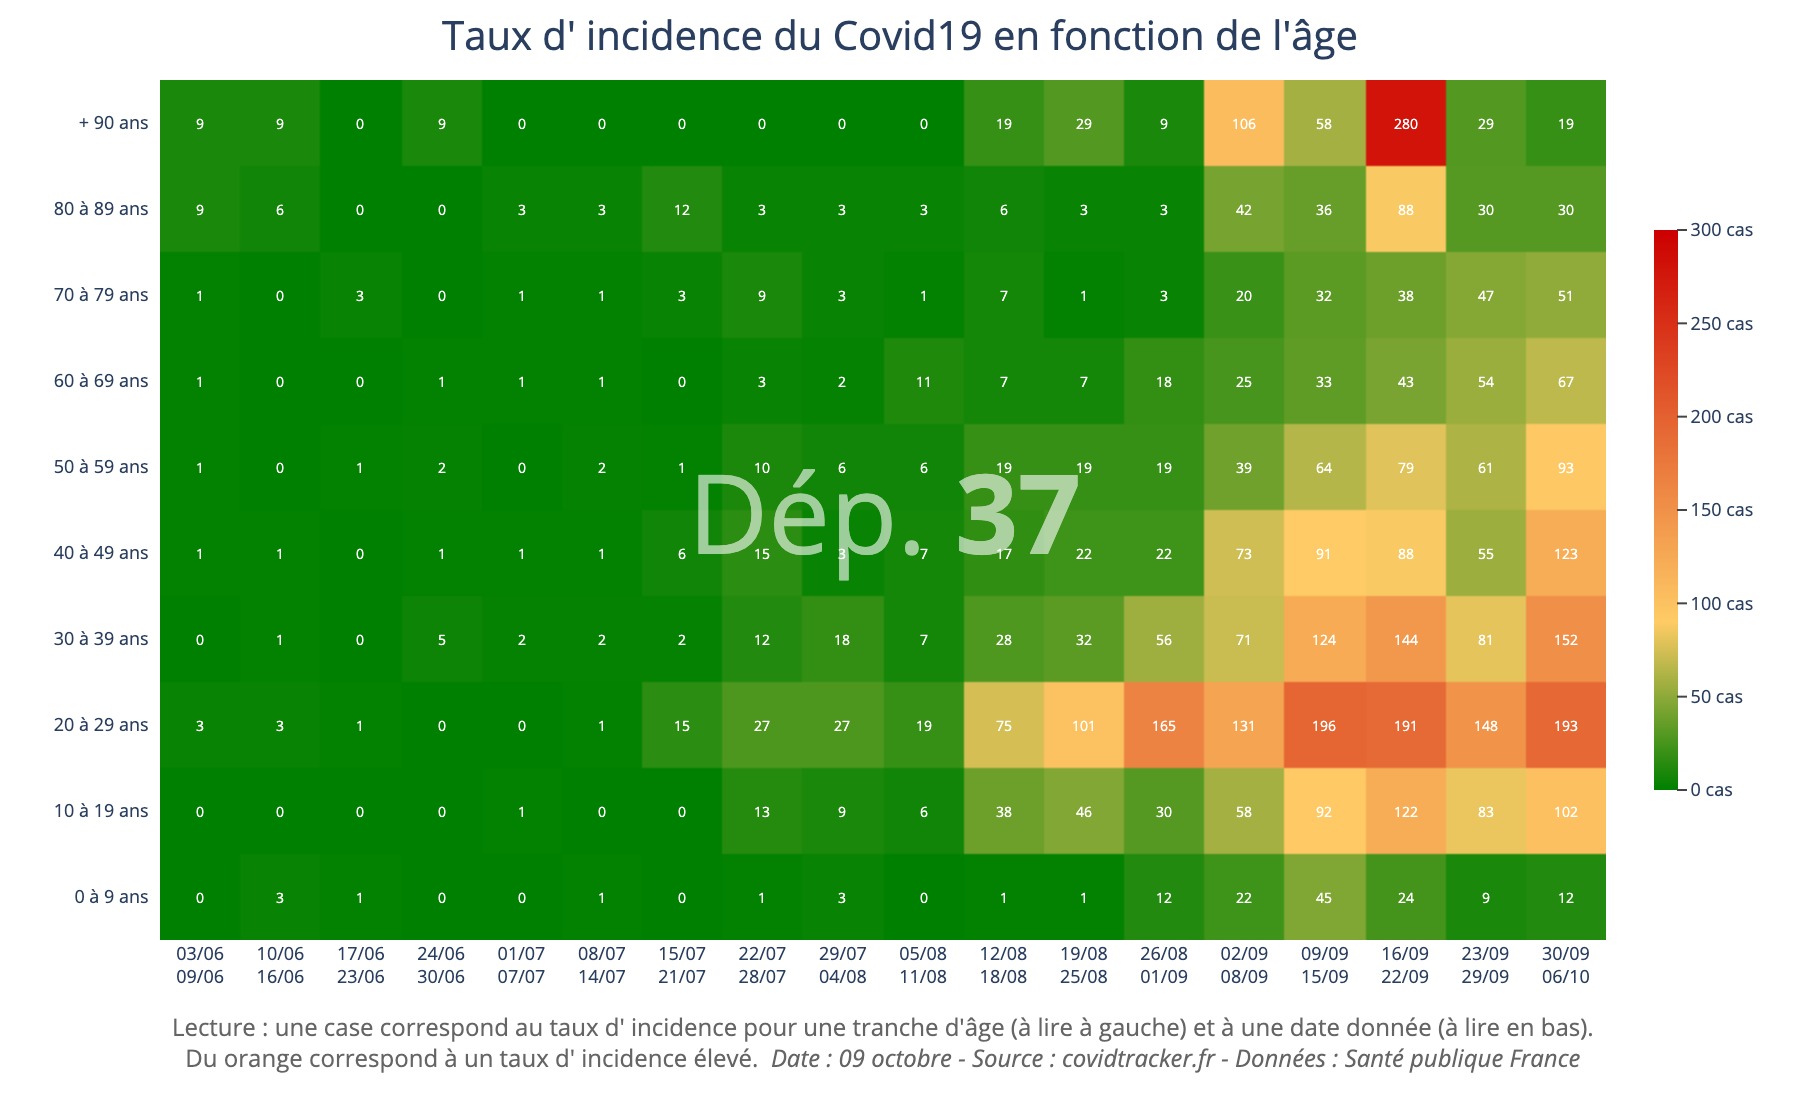 Taux d' incidence du Covid19 en fonction de l'âge
+ 90 ans 9 9 0 9 0 0 0 0 0 0 19 29 9 106 58 280 29 19
80 à 89 ans 9 6 0 0 3 3 12 3 3 3 6 3 3 42 36 88 30 30
70 à 79 ans 1 0 3 0 1 1 3 9 3 1 7 1 3 20 32 38 47 51
60 à 69 ans 1 0 0 1 1 1 0 3 2 11 7 7 18 25 33 43 54 67
50 à 59 ans 1 0 1 2 0 2 1 10 6 6 19 19 19 39 64 79 61 93
Dép. 37
40 à 49 ans 1 1 0 1 1 1 6 15 3 7 17 22 22 73 91 88 55 123
30 à 39 ans 0 1 0 5 2 2 2 12 18 7 28 32 56 71 124 144 81 152
20 à 29 ans 3 3 1 0 0 1 15 27 27 19 75 101 165 131 196 191 148 193
10 à 19 ans 0 0 0 0 1 0 0 13 9 6 38 46 30 58 92 122 83 102
0 à 9 ans 0 3 1 0 0 1 0 1 3 0 1 1 12 22 45 24 9 12
03/06 10/06 17/06 24/06 01/07 08/07 15/07 22/07 29/07 05/08 12/08 19/08 26/08 02/09 09/09 16/09 23/09 30/09
09/06 16/06 23/06 30/06 07/07 14/07 21/07 28/07 04/08 11/08 18/08 25/08 01/09 08/09 15/09 22/09 29/09 06/10
300 cas
250 cas
200 cas
150 cas
100 cas
50 cas
0 cas
Lecture : une case correspond au taux d' incidence pour une tranche d'âge (à lire à gauche) et à une date donnée (à lire en bas).
Du orange correspond à un taux d' incidence élevé. Date : 09 octobre - Source : covidtracker.fr - Données : Santé publique France